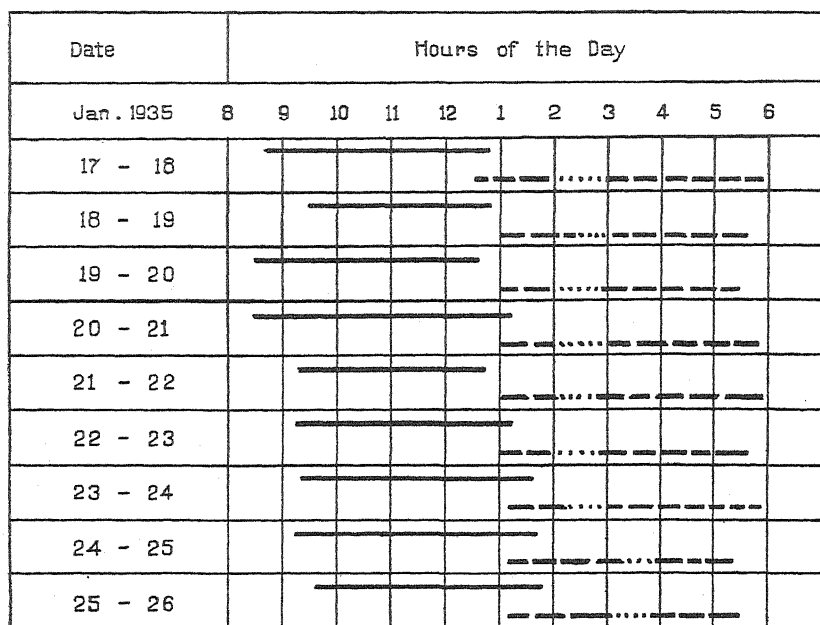 Date Hours of the Day
Jan. 1935 8 9 10 11 12 1 2 3 4 5 6
17 - 18
18 - 19
19 - 20
20 - 21
21 - 22
22 - 23
23 - 24
24 - 25
25 - 26